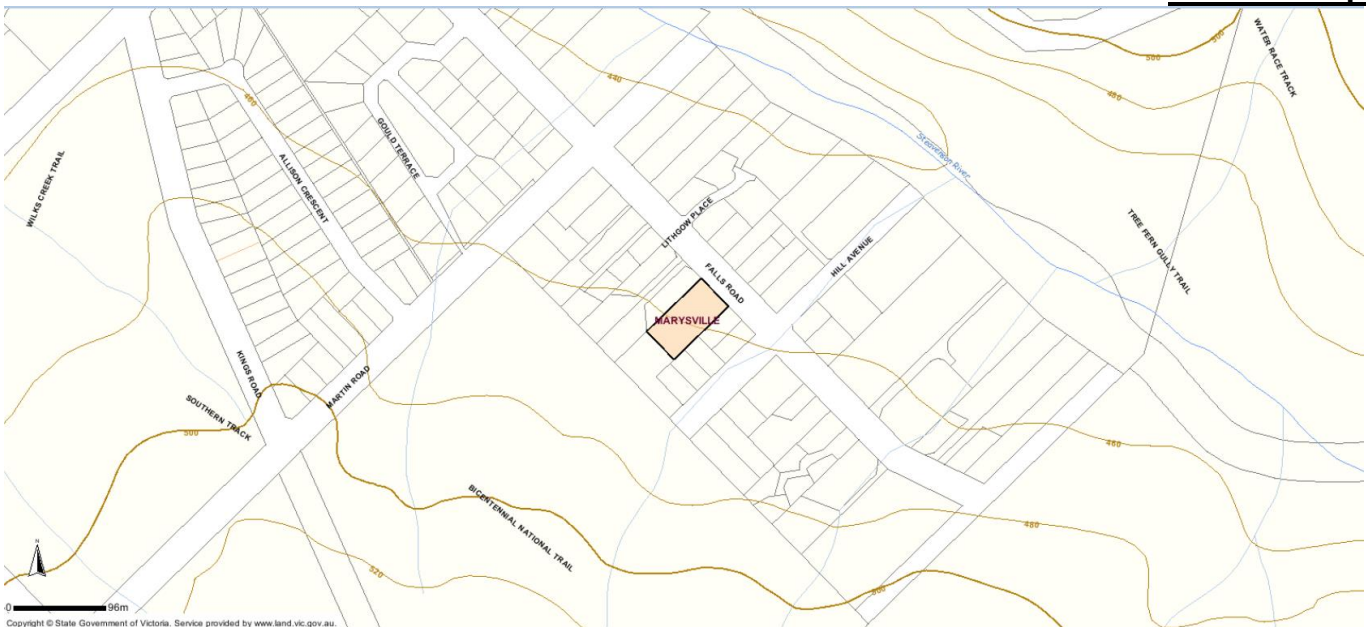 WATER RACE TRACK
500
500
440
450
460
Steavenson River
GOULD TERRACE
ALLISON CRESCENT
WILKS CREEK TRAIL
LITHGOW PLACE
HILL AVENUE
TREE FERN GULLY TRAIL
FALLS ROAD
MARYSVILLE
KINGS ROAD
MARTIN ROAD
SOUTHERN TRACK
500
460
BICENTENNIAL NATIONAL TRAIL
480
520
500
N
0 96m
Copyright © State Government of Victoria. Service provided by www.land.vic.gov.au.